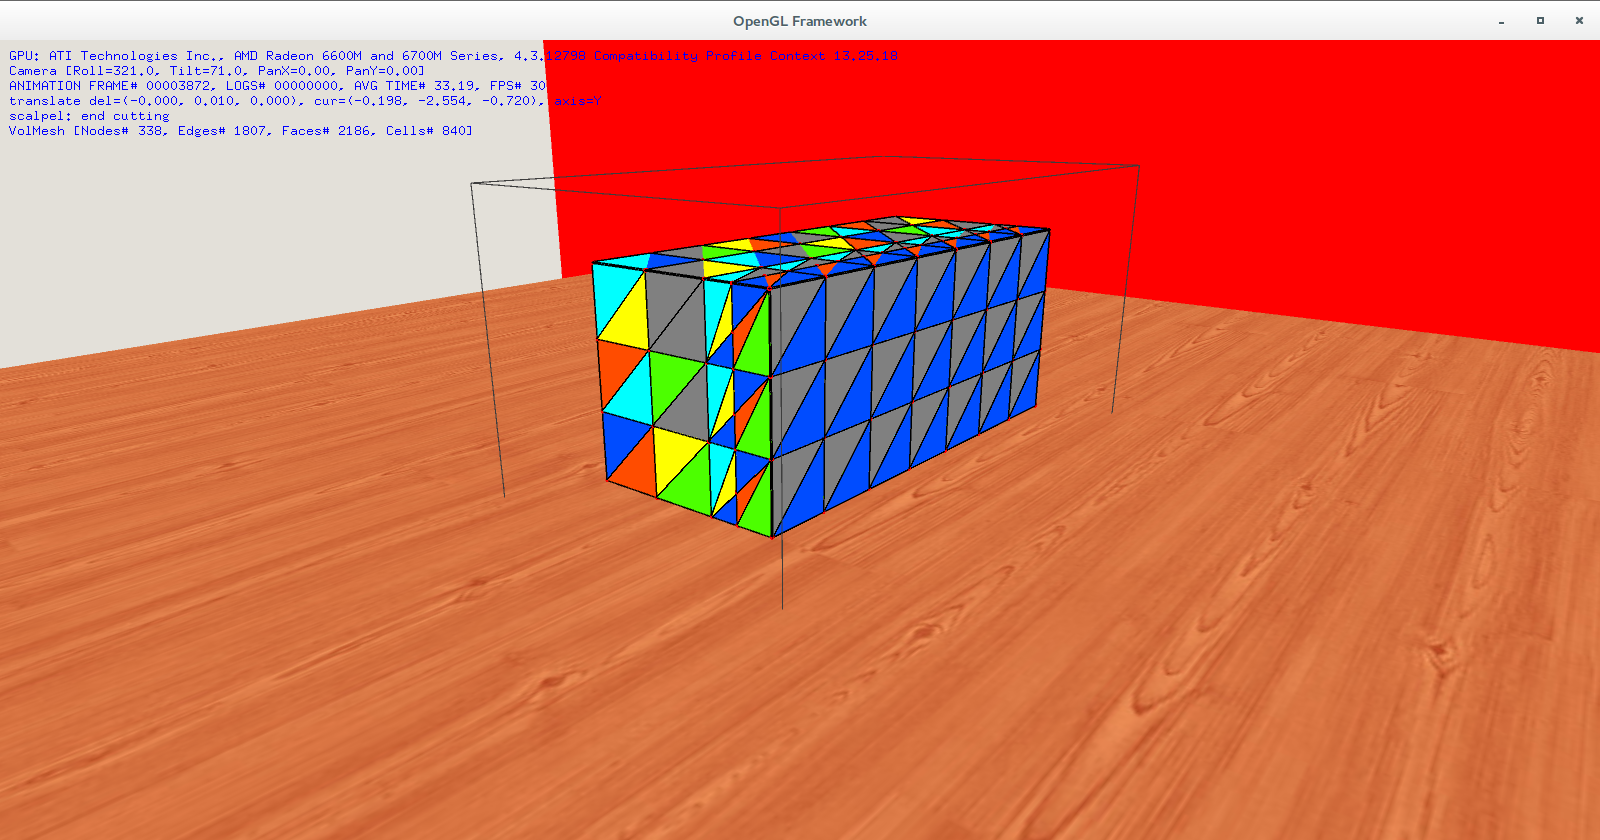 OpenGL Framework
GPU: ATI Technologies Inc., AMD Radeon 6600M and 6700M Series, 4.3.12798 Compatibility Profile Context 13.25.18
Camera [Roll=321.0, Tilt=71.0, PanX=0.00, PanY=0.00]
ANIMATION FRAME# 00003872, LOGS# 00000000, AVG TIME# 33.19, FPS# 30
translate del=(-0.000, 0.010, 0.000), cur=(-0.198, -2.554, -0.720), axis=Y
scalpel: end cutting
VolMesh [Nodes# 338, Edges# 1807, Faces# 2186, Cells# 840]